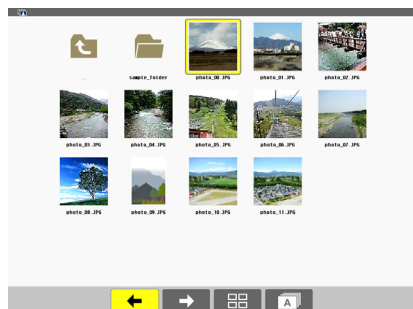 ..
sample_folder
photo_00.JPG
photo_01.JPG
photo_02.JPG
photo_03.JPG
photo_04.JPG
photo_05.JPG
photo_06.JPG
photo_07.JPG
photo_08.JPG
photo_09.JPG
photo_10.JPG
photo_11.JPG
A